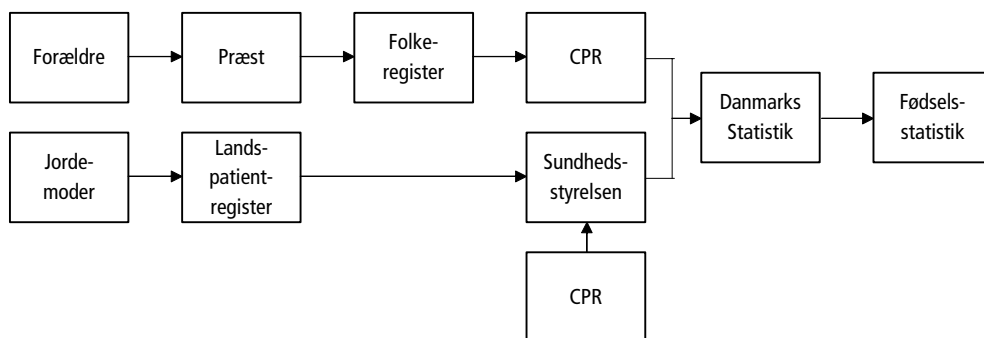 Forældre
Præst
Folke-
register
CPR
Danmarks
Statistik
Fødsels-
statistik
Jorde-
moder
Lands-
patient-
register
Sundheds-
styrelsen
CPR